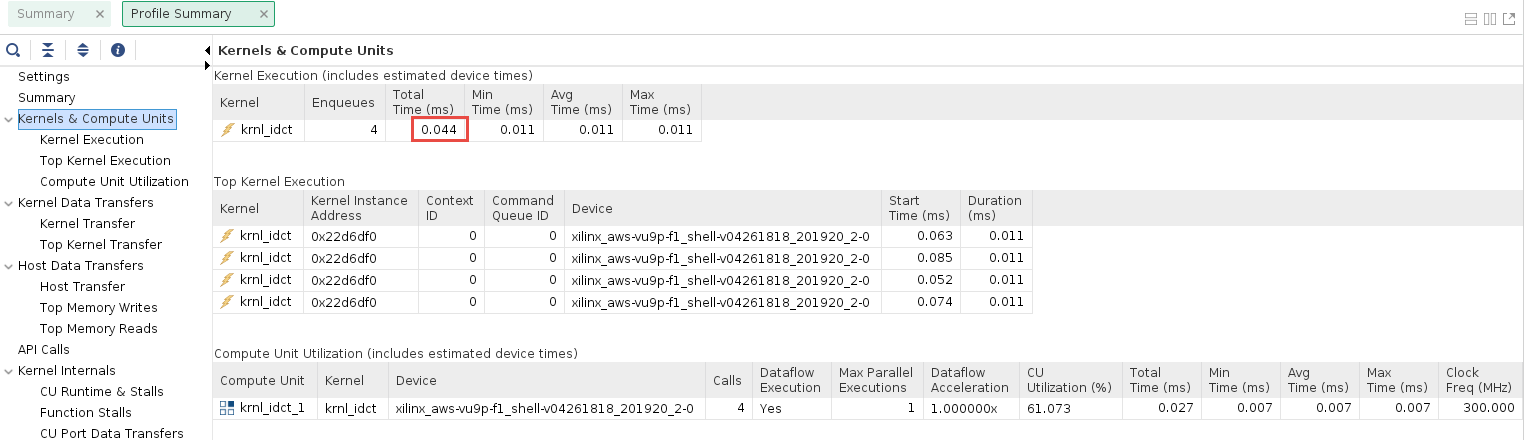 Summary
Profile Summary
Settings
Summary
Kernels & Compute Units
Kernel Execution
Top Kernel Execution
Compute Unit Utilization
Kernel Data Transfers
Kernel Transfer
Top Kernel Transfer
Host Data Transfers
Host Transfer
Top Memory Writes
Top Memory Reads
API Calls
Kernel Internals
CU Runtime & Stalls
Function Stalls
CU Port Data Transfers
Kernels & Compute Units
Kernel Execution (includes estimated device times)
Kernel Enqueues Total Time (ms) Min Time (ms) Avg Time (ms) Max Time (ms)
krnl_idct 4 0.044 0.011 0.011 0.011
Top Kernel Execution
Kernel Kernel Instance Address Context ID Command Queue ID Device Start Time (ms) Duration (ms)
krnl_idct 0x22d6df0 0 0 xilinx_aws-vu9p-f1_shell-v04261818_201920_2-0 0.063 0.011
krnl_idct 0x22d6df0 0 0 xilinx_aws-vu9p-f1_shell-v04261818_201920_2-0 0.085 0.011
krnl_idct 0x22d6df0 0 0 xilinx_aws-vu9p-f1_shell-v04261818_201920_2-0 0.052 0.011
krnl_idct 0x22d6df0 0 0 xilinx_aws-vu9p-f1_shell-v04261818_201920_2-0 0.074 0.011
Compute Unit Utilization (includes estimated device times)
Compute Unit Kernel Device Calls Dataflow Execution Max Parallel Executions Dataflow Acceleration CU Utilization (%) Total Time (ms) Min Time (ms) Avg Time (ms) Max Time (ms) Clock Freq (MHz)
krnl_idct_1 krnl_idct xilinx_aws-vu9p-f1_shell-v04261818_201920_2-0 4 Yes 1 1.000000x 61.073 0.027 0.007 0.007 0.007 300.000